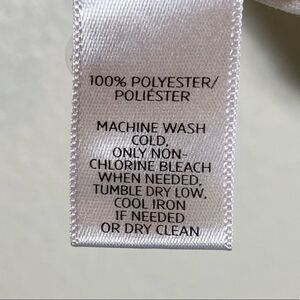 100% POLYESTER/
POLIÉSTER
MACHINE WASH
COLD,
ONLY NON-
CHLORINE BLEACH
WHEN NEEDED,
TUMBLE DRY LOW,
COOL IRON
IF NEEDED
OR DRY CLEAN